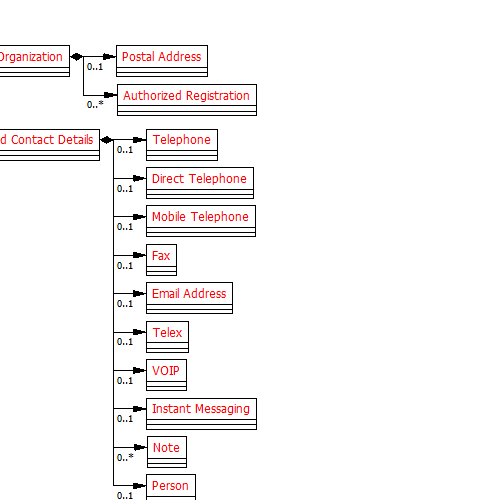 Organization
Postal Address
0..1
Authorized Registration
0..*
d Contact Details
Telephone
0..1
Direct Telephone
0..1
Mobile Telephone
0..1
Fax
0..1
Email Address
0..1
Telex
0..1
VOIP
0..1
Instant Messaging
0..1
Note
0..*
Person
0..1